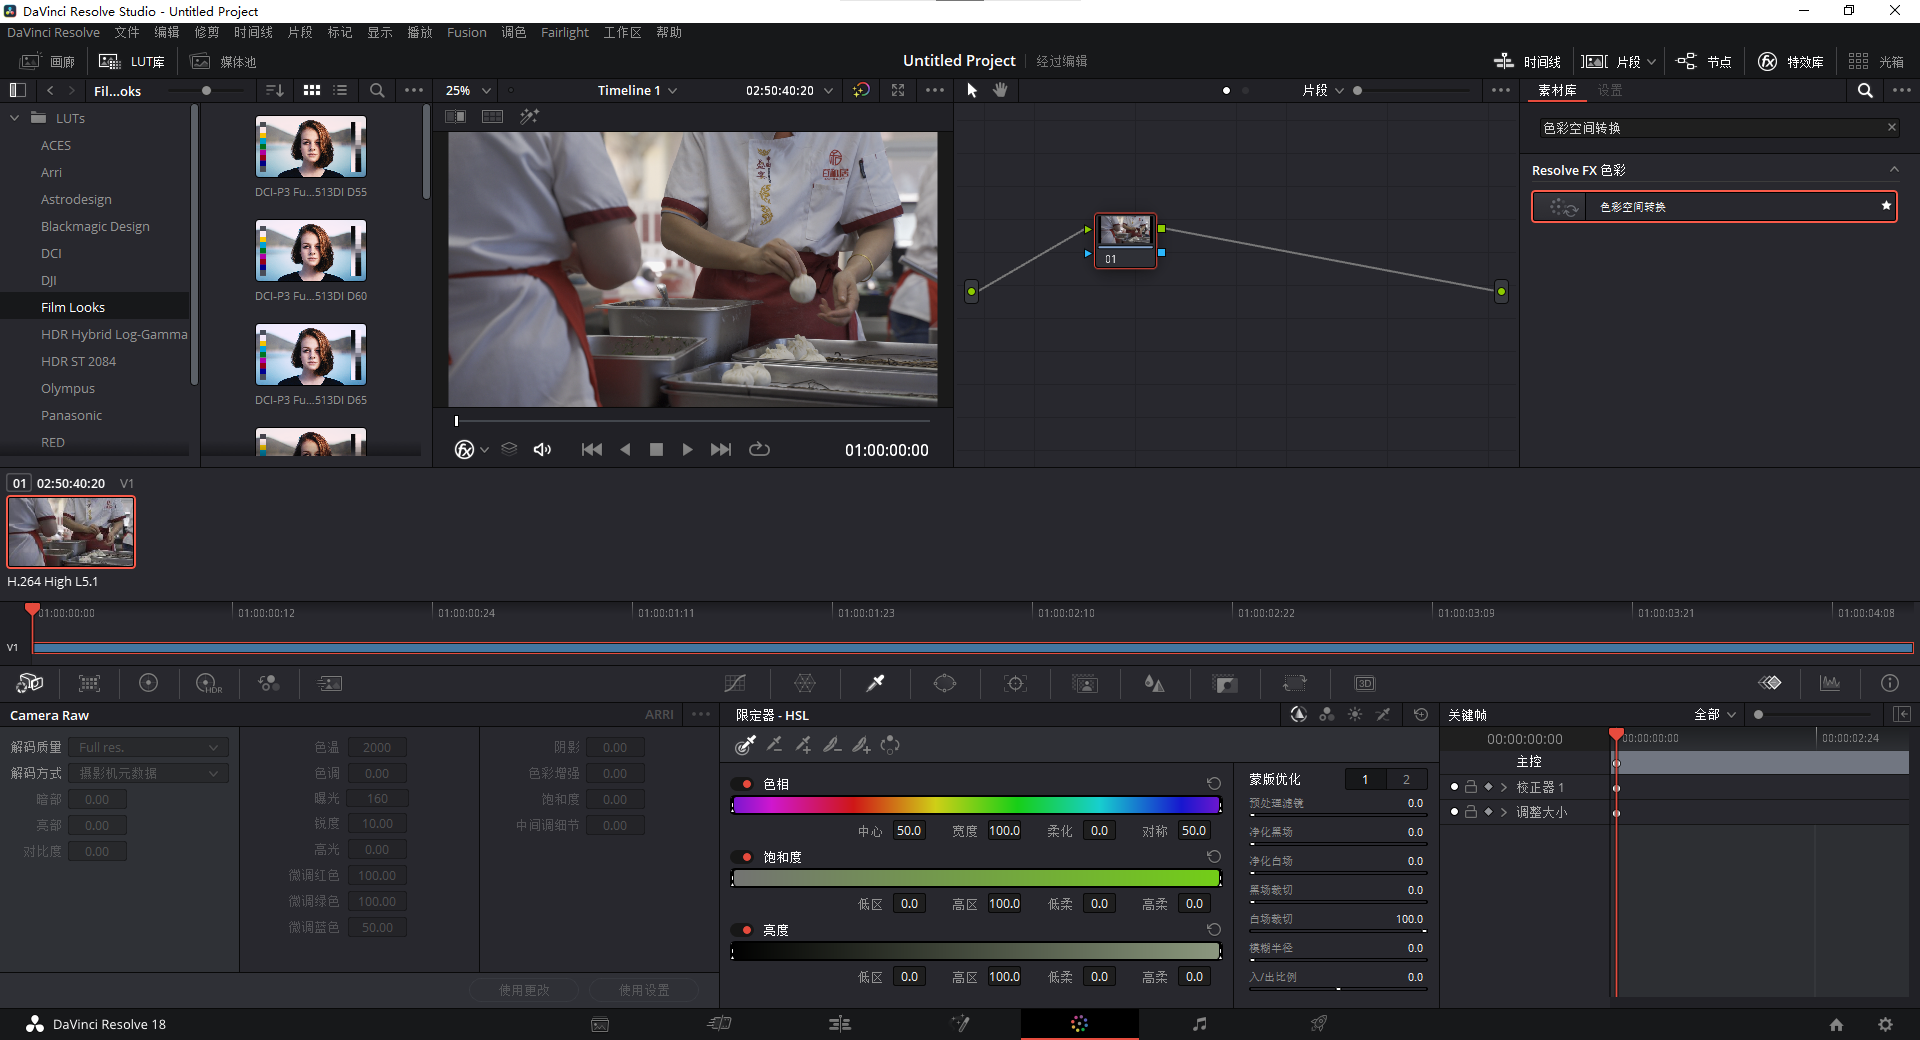 DaVinci Resolve Studio - Untitled Project
DaVinci Resolve 文件 编辑 修剪 时间线 片段 标记 显示 播放 Fusion 调色 Fairlight 工作区 帮助
画廊 LUT库 媒体池 Untitled Project 经过编辑 时间线 片段 节点 特效库 光箱
Fil...oks 25% Timeline 1 02:50:40:20 片段 素材库 设置
LUTs
ACES
Arri
Astrodesign
Blackmagic Design
DCI
DJI
Film Looks
HDR Hybrid Log-Gamma
HDR ST 2084
Olympus
Panasonic
RED
DCI-P3 Fu...513DI D55
DCI-P3 Fu...513DI D60
DCI-P3 Fu...513DI D65
01:00:00:00
01
色彩空间转换
Resolve FX 色彩
色彩空间转换
01 02:50:40:20 V1
H.264 High L5.1
01:00:00:00 01:00:00:12 01:00:00:24 01:00:01:11 01:00:01:23 01:00:02:10 01:00:02:22 01:00:03:09 01:00:03:21 01:00:04:08
V1
HDR 3D
Camera Raw ARRI
解码质量 Full res.
解码方式 摄影机元数据
暗部 0.00
亮部 0.00
对比度 0.00
色温 2000
色调 0.00
曝光 160
锐度 10.00
高光 0.00
微调红色 100.00
微调绿色 100.00
微调蓝色 50.00
阴影 0.00
色彩增强 0.00
饱和度 0.00
中间调细节 0.00
使用更改 使用设置
限定器 - HSL
色相
中心 50.0 宽度 100.0 柔化 0.0 对称 50.0
饱和度
低区 0.0 高区 100.0 低柔 0.0 高柔 0.0
亮度
低区 0.0 高区 100.0 低柔 0.0 高柔 0.0
蒙版优化 1 2
预处理滤镜 0.0
净化黑场 0.0
净化白场 0.0
黑场裁切 0.0
白场裁切 100.0
模糊半径 0.0
入/出比例 0.0
关键帧 全部
00:00:00:00 00:00:00:00 00:00:02:24
主控
校正器 1
调整大小
DaVinci Resolve 18